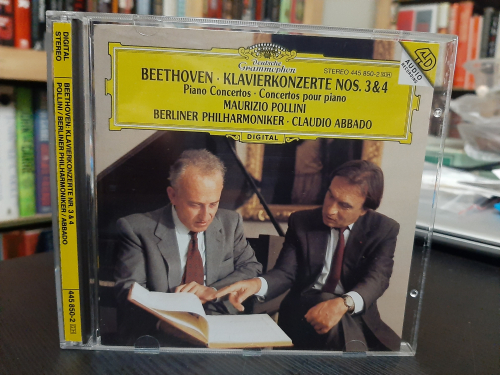 DIGITAL
STEREO
BEETHOVEN: KLAVIERKONZERTE NR. 3 & 4
POLLINI/BERLINER PHILHARMONIKER/ABBADO
445 850-2
Deutsche
Grammophon
STEREO 445 850-2
4D
AUDIO
RECORDING
BEETHOVEN · KLAVIERKONZERTE NOS. 3 & 4
Piano Concertos · Concertos pour piano
MAURIZIO POLLINI
BERLINER PHILHARMONIKER · CLAUDIO ABBADO
DIGITAL